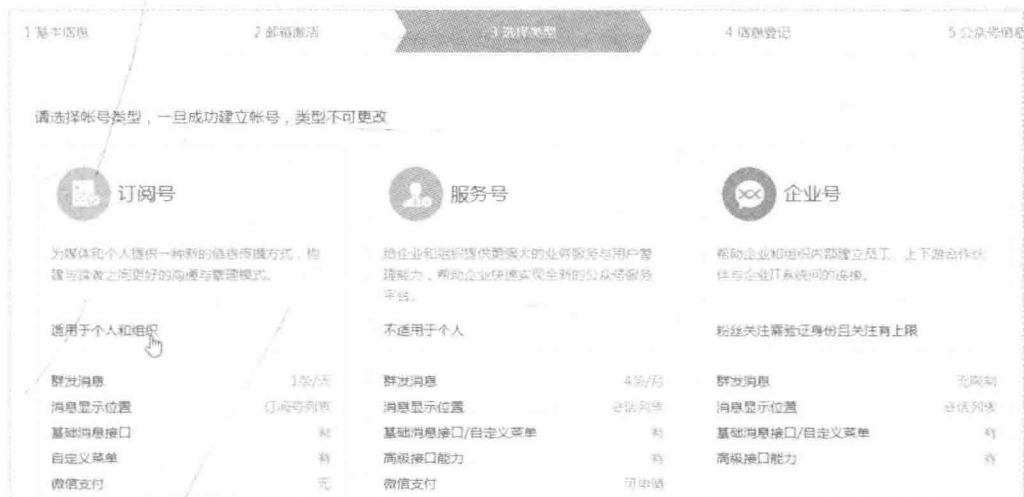 1 基本信息
2 邮箱激活
3 选择类型
4 信息登记
5 公众号信息
请选择帐号类型，一旦成功建立帐号，类型不可更改
订阅号
为媒体和个人提供一种新的信息传播方式，构
建与读者之间更好的沟通与管理模式。
适用于个人和组织
群发消息 1条/天
消息显示位置 订阅号列表
基础消息接口 有
自定义菜单 有
微信支付 无
服务号
给企业和组织提供更强大的业务服务与用户管
理能力，帮助企业快速实现全新的公众号服务
平台。
不适用于个人
群发消息 4条/月
消息显示位置 会话列表
基础消息接口/自定义菜单 有
高级接口能力 有
微信支付 可申请
企业号
帮助企业和组织内部建立员工、上下游合作伙
伴与企业IT系统间的连接。
粉丝关注需验证身份且关注有上限
群发消息 无限制
消息显示位置 会话列表
基础消息接口/自定义菜单 有
高级接口能力 有